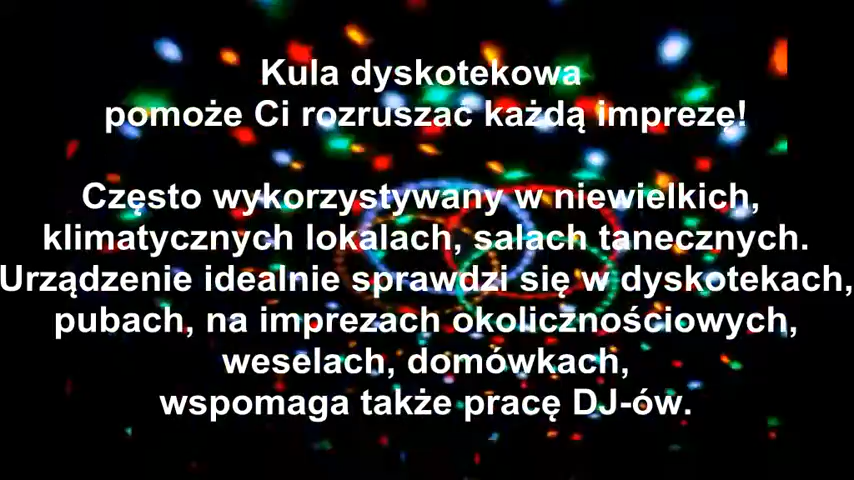 Kula dyskotekowa
pomoże Ci rozruszać każdą imprezę!
Często wykorzystywany w niewielkich,
klimatycznych lokalach, salach tanecznych.
Urządzenie idealnie sprawdzi się w dyskotekach,
pubach, na imprezach okolicznościowych,
weselach, domówkach,
wspomaga także pracę DJ-ów.